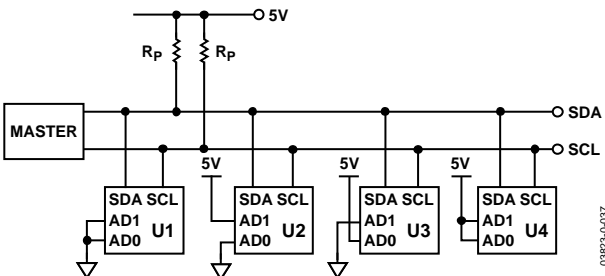 5V
RP RP
SDA
MASTER
SCL
5V 5V 5V
SDA SCL SDA SCL SDA SCL SDA SCL
AD1 U1 AD1 U2 AD1 U3 AD1 U4
AD0 AD0 AD0 AD0
03823-0-037